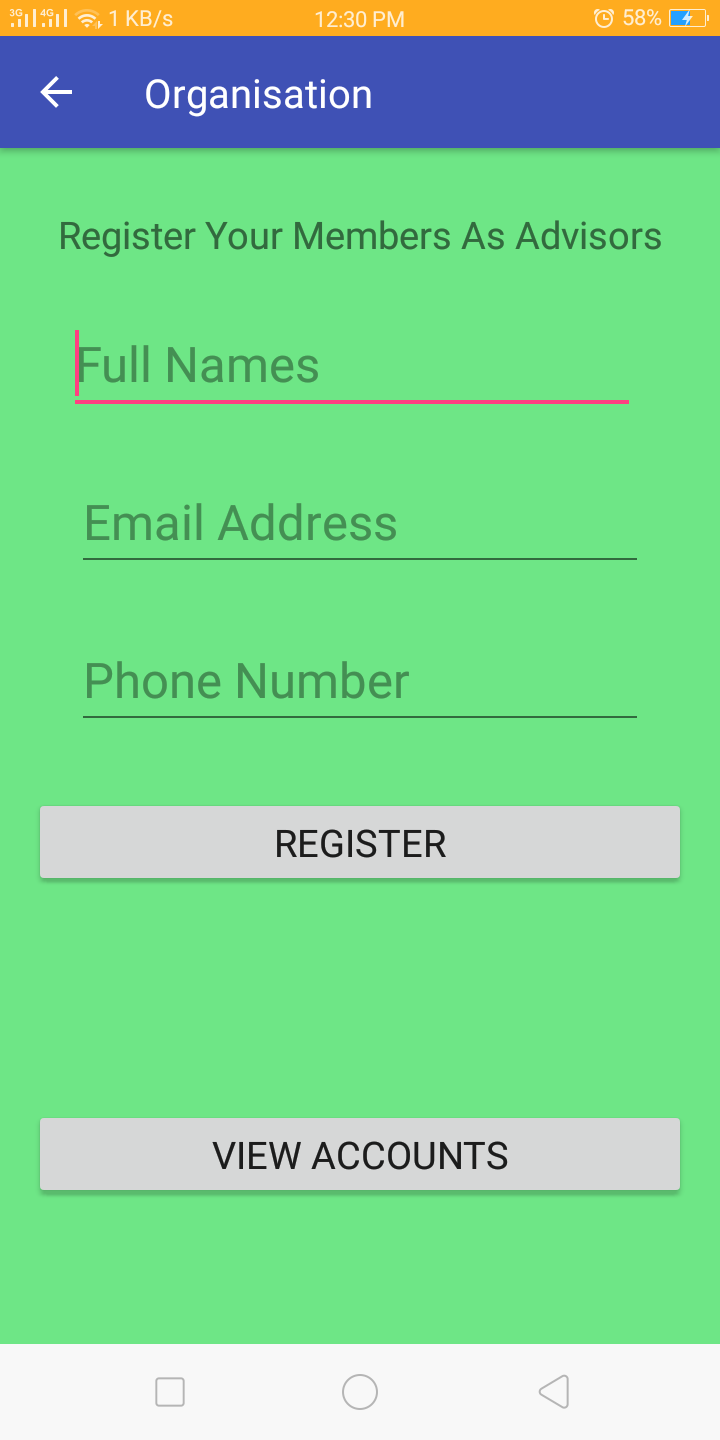 3G 4G 1 KB/s 12:30 PM 58%
Organisation
Register Your Members As Advisors
Full Names
Email Address
Phone Number
REGISTER
VIEW ACCOUNTS